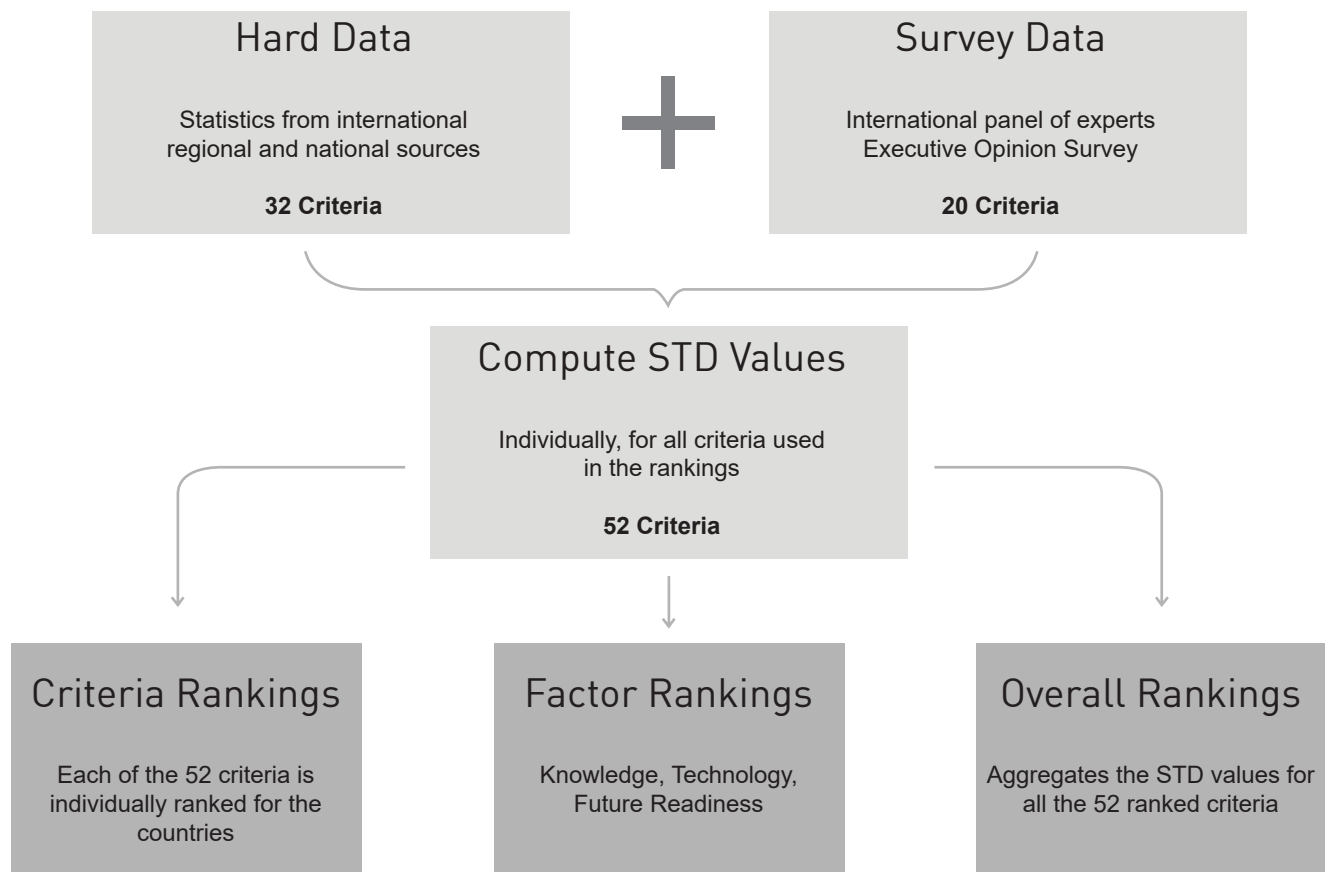 Hard Data
Statistics from international
regional and national sources
32 Criteria
Survey Data
International panel of experts
Executive Opinion Survey
20 Criteria
Compute STD Values
Individually, for all criteria used
in the rankings
52 Criteria
Criteria Rankings
Each of the 52 criteria is
individually ranked for the
countries
Factor Rankings
Knowledge, Technology,
Future Readiness
Overall Rankings
Aggregates the STD values for
all the 52 ranked criteria